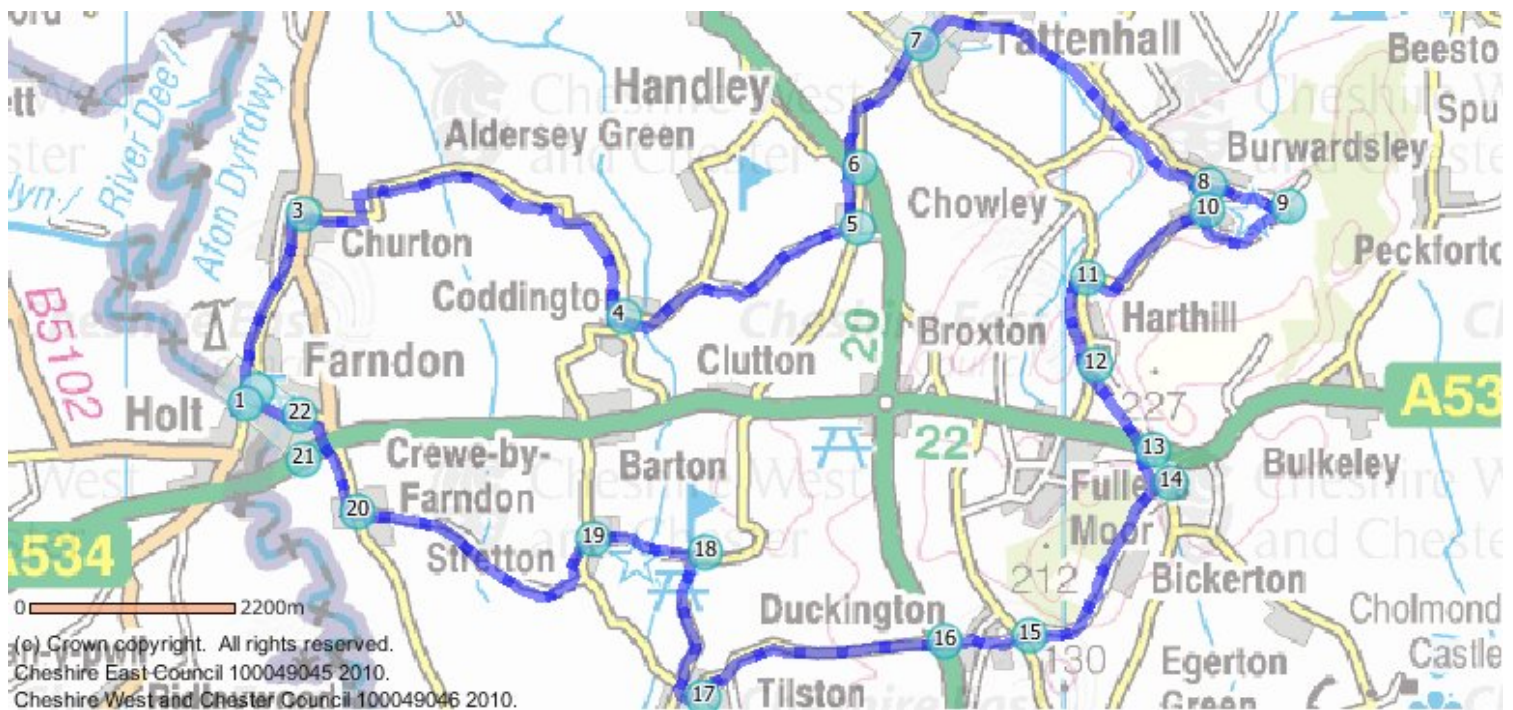 Tattenhall
Beesto
Handley
Spu
Aldersey Green
River Dee /
Afon Dyfrdwy
Burwardsley
Chowley
Churton
Peckforto
Coddingto
B5102
Harthill
Broxton
20
Farndon
Clutton
Holt
227
A53
22
Crewe-by-
Farndon
Barton
Bulkeley
Fulle
Moor
Stretton
A534
212
Bickerton
Duckington
Cholmond
Castle
130
Egerton
Green
Tilston
0 2200m
(c) Crown copyright. All rights reserved.
Cheshire East Council 100049045 2010.
Cheshire West and Chester Council 100049046 2010.
1
3
4
5
6
7
8
9
10
11
12
13
14
15
16
17
18
19
20
21
22